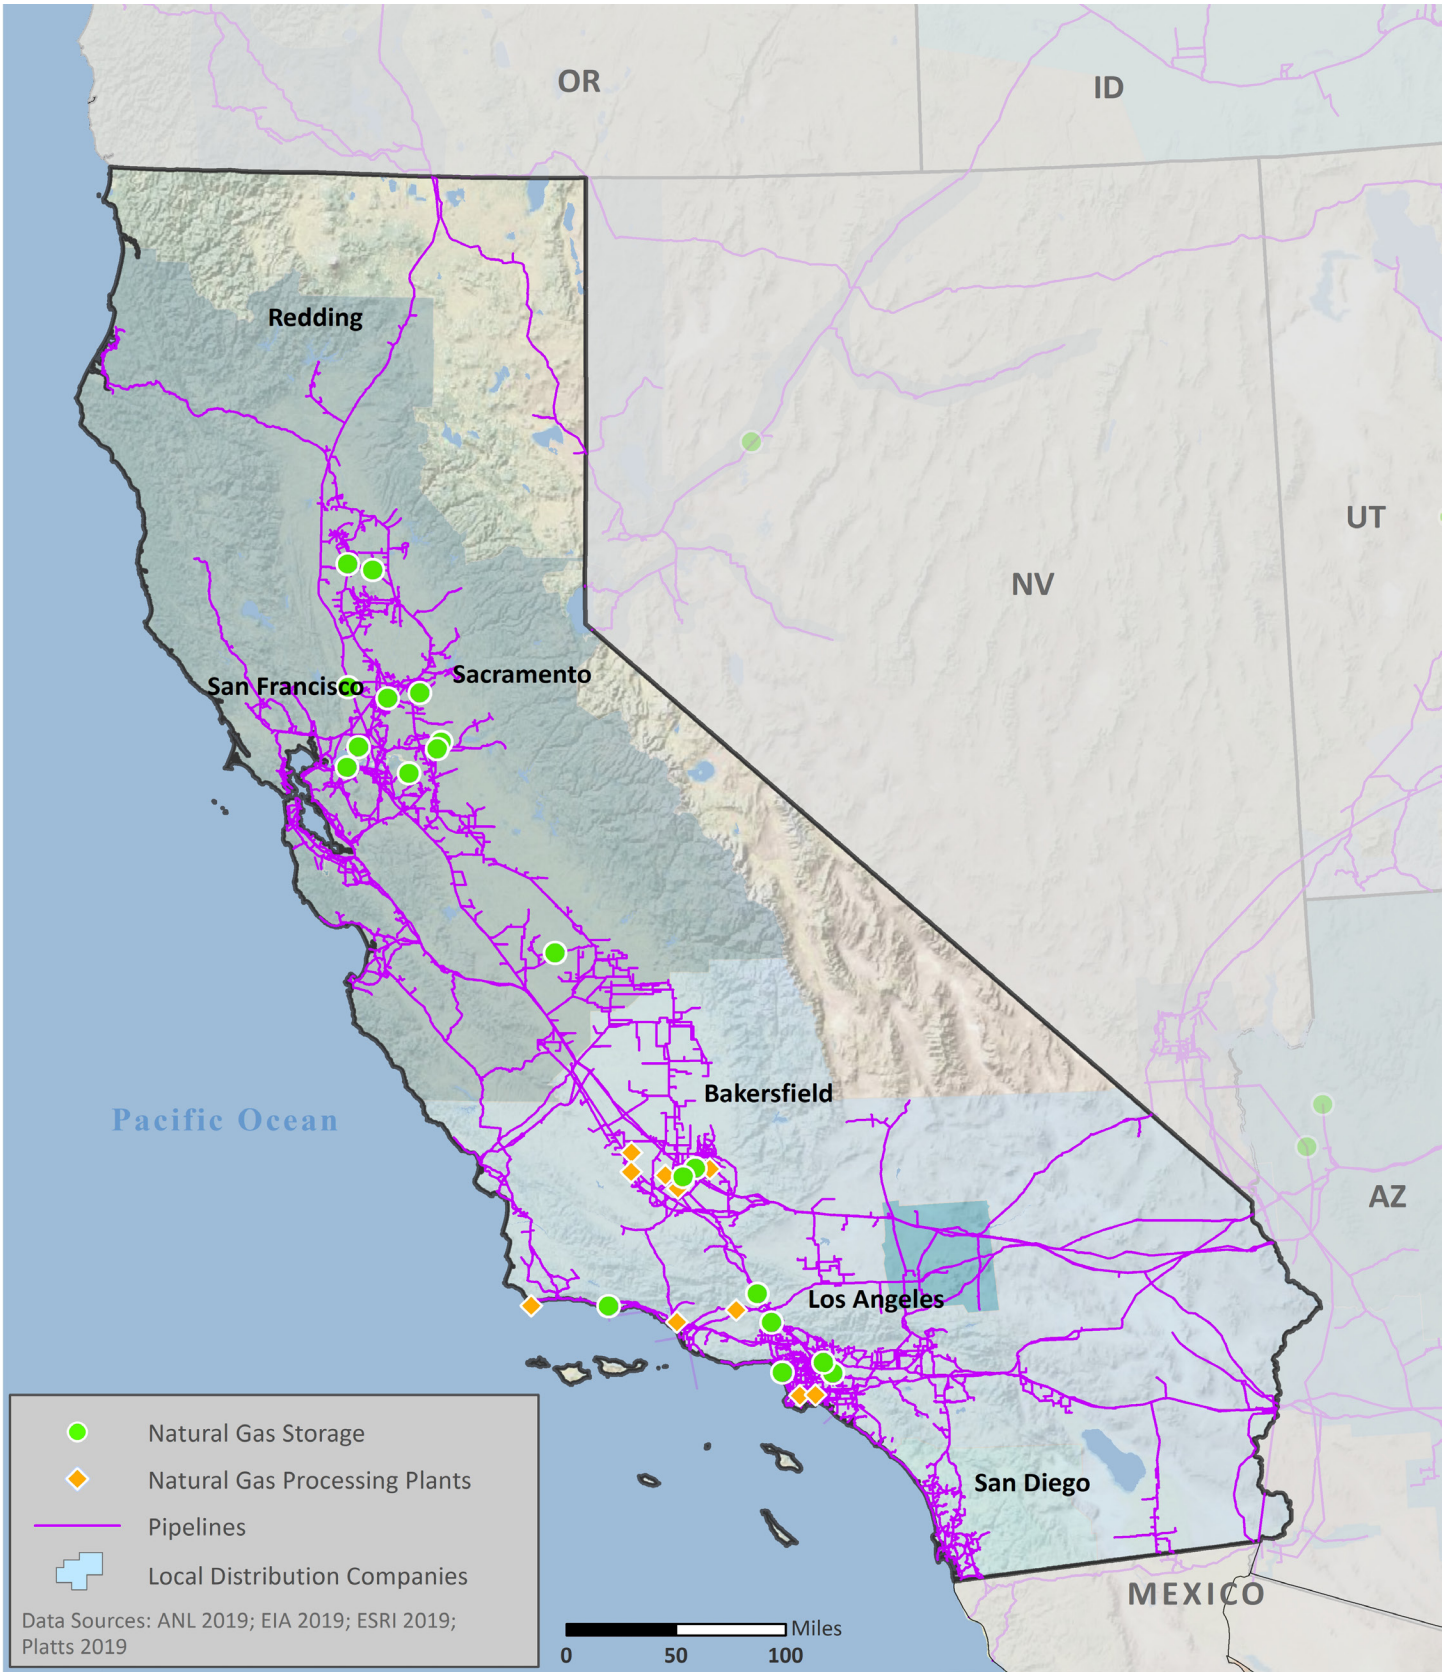 OR
ID
Redding
UT
NV
San Francisco
Sacramento
Bakersfield
Pacific Ocean
AZ
Los Angeles
San Diego
MEXICO
Natural Gas Storage
Natural Gas Processing Plants
Pipelines
Local Distribution Companies
Data Sources: ANL 2019; EIA 2019; ESRI 2019;
Platts 2019
Miles
0 50 100